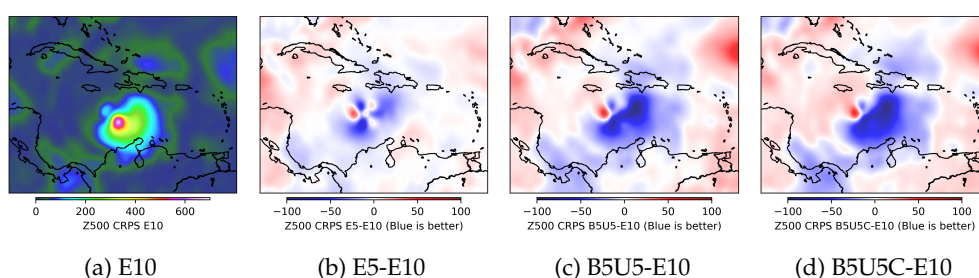 0 200 400 600
Z500 CRPS E10
(a) E10
−100 −50 0 50 100
Z500 CRPS E5-E10 (Blue is better)
(b) E5-E10
−100 −50 0 50 100
Z500 CRPS B5U5-E10 (Blue is better)
(c) B5U5-E10
−100 −50 0 50 100
Z500 CRPS B5U5C-E10 (Blue is better)
(d) B5U5C-E10